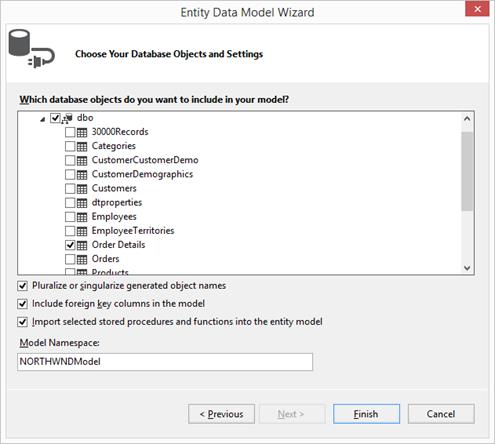 Entity Data Model Wizard
Choose Your Database Objects and Settings
Which database objects do you want to include in your model?
dbo
30000Records
Categories
CustomerCustomerDemo
CustomerDemographics
Customers
dtproperties
Employees
EmployeeTerritories
Order Details
Orders
Products
Pluralize or singularize generated object names
Include foreign key columns in the model
Import selected stored procedures and functions into the entity model
Model Namespace:
NORTHWNDModel
< Previous
Next >
Finish
Cancel